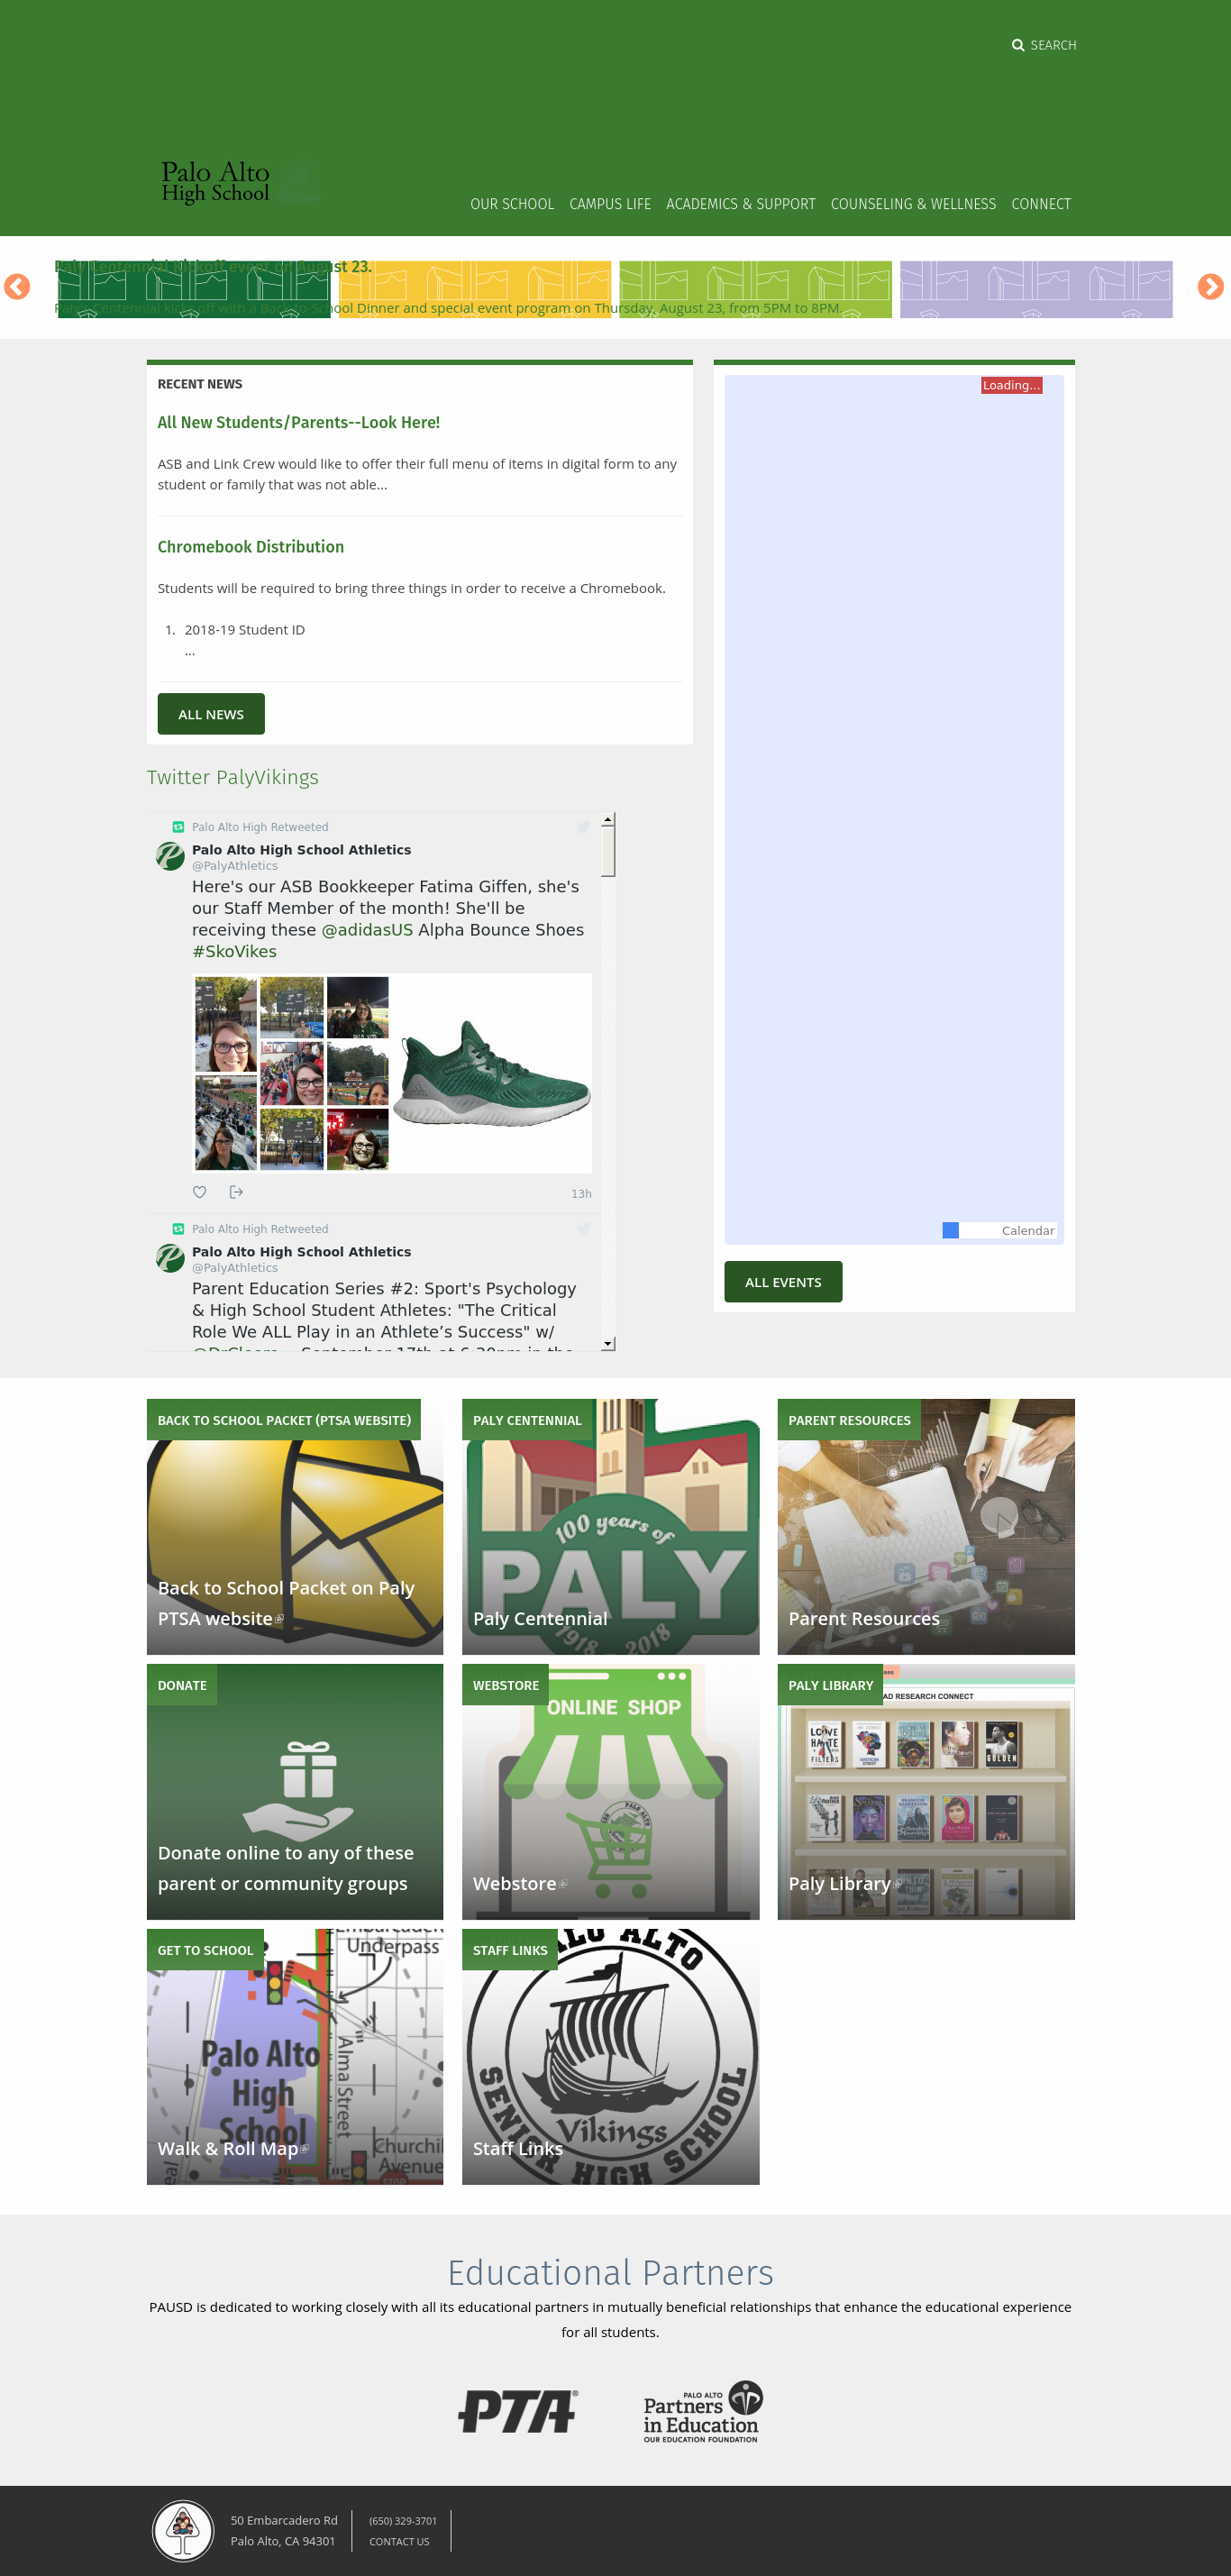 SEARCH
Palo Alto
High School
OUR SCHOOL CAMPUS LIFE ACADEMICS & SUPPORT COUNSELING & WELLNESS CONNECT
Paly Centennial Kickoff event on August 23.
Paly's Centennial kicks off with a Back-to-School Dinner and special event program on Thursday, August 23, from 5PM to 8PM.
RECENT NEWS
All New Students/Parents--Look Here!
ASB and Link Crew would like to offer their full menu of items in digital form to any
student or family that was not able...
Chromebook Distribution
Students will be required to bring three things in order to receive a Chromebook.
1. 2018-19 Student ID
...
ALL NEWS
Loading...
Calendar
ALL EVENTS
Twitter PalyVikings
Palo Alto High Retweeted
Palo Alto High School Athletics
@PalyAthletics
Here's our ASB Bookkeeper Fatima Giffen, she's
our Staff Member of the month! She'll be
receiving these @adidasUS Alpha Bounce Shoes
#SkoVikes
13h
Palo Alto High Retweeted
Palo Alto High School Athletics
@PalyAthletics
Parent Education Series #2: Sport's Psychology
& High School Student Athletes: "The Critical
Role We ALL Play in an Athlete’s Success" w/
BACK TO SCHOOL PACKET (PTSA WEBSITE)
Back to School Packet on Paly
PTSA website
PALY CENTENNIAL
100 years of
PALY
1918 - 2018
Paly Centennial
PARENT RESOURCES
Parent Resources
DONATE
Donate online to any of these
parent or community groups
WEBSTORE
ONLINE SHOP
PALO ALTO
Webstore
PALY LIBRARY
AD RESEARCH CONNECT
LOVE
HATE
FILTERS
GOLDEN
Paly Library
GET TO SCHOOL
Embarcadero
Underpass
Palo Alto
High
School
Alma Street
Churchil
Avenue
STOP
Walk & Roll Map
STAFF LINKS
PALO ALTO
Vikings
SENIOR HIGH SCHOOL
Staff Links
Educational Partners
PAUSD is dedicated to working closely with all its educational partners in mutually beneficial relationships that enhance the educational experience
for all students.
PTA®
PALO ALTO
Partners
in Education
OUR EDUCATION FOUNDATION
50 Embarcadero Rd
Palo Alto, CA 94301
(650) 329-3701
CONTACT US